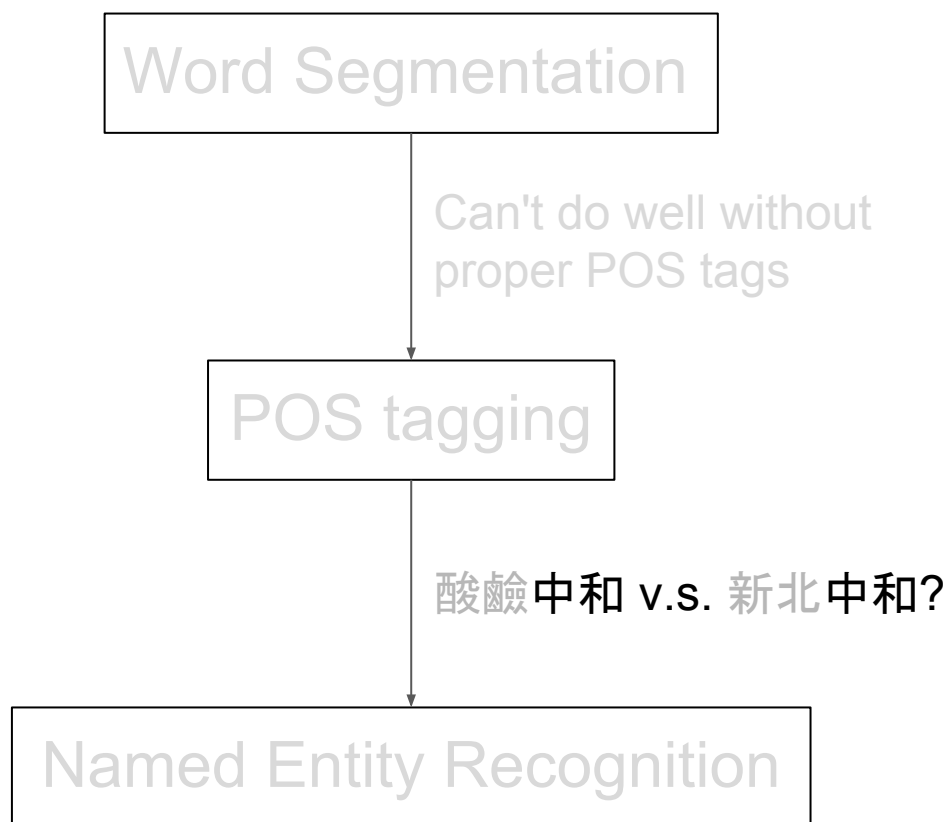 Word Segmentation
Can't do well without
proper POS tags
POS tagging
酸鹼中和 v.s. 新北中和?
Named Entity Recognition